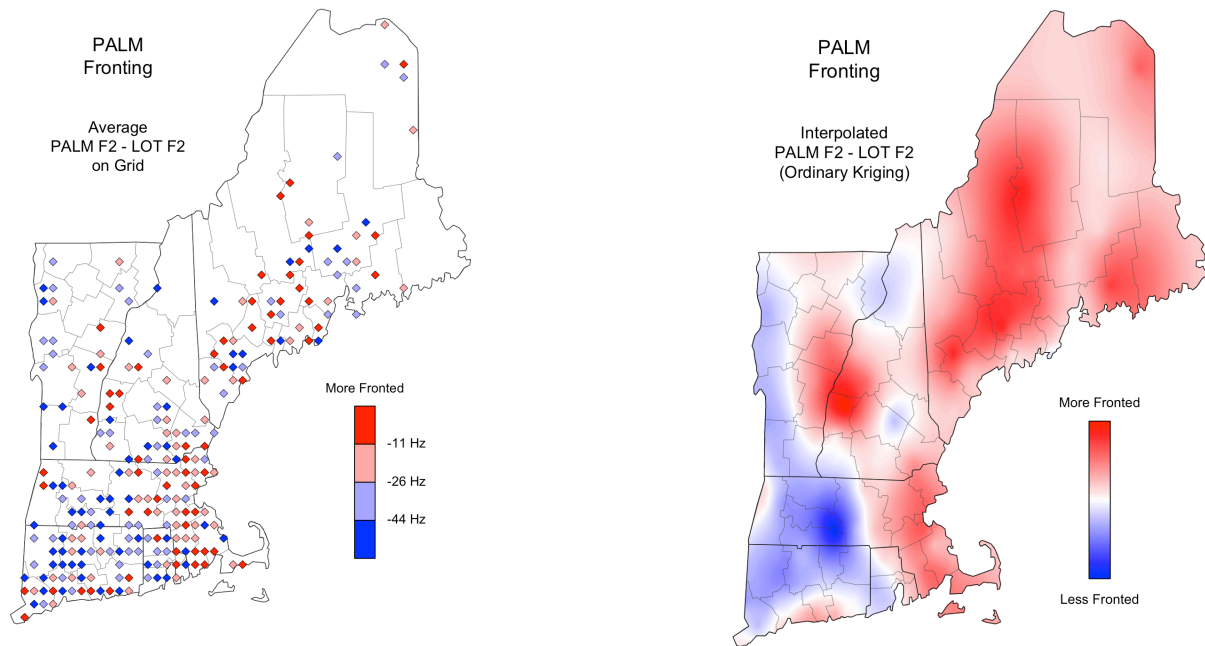 PALM
Fronting
Average
PALM F2 - LOT F2
on Grid
More Fronted
-11 Hz
-26 Hz
-44 Hz
PALM
Fronting
Interpolated
PALM F2 - LOT F2
(Ordinary Kriging)
More Fronted
Less Fronted